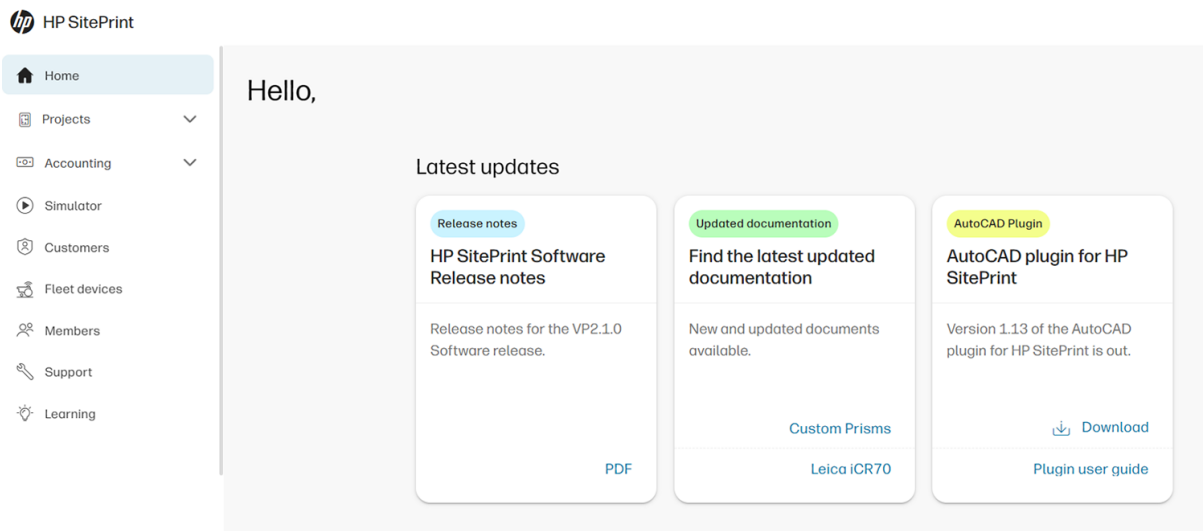 hp HP SitePrint
Home
Projects
Accounting
Simulator
Customers
Fleet devices
Members
Support
Learning
Hello,
Latest updates
Release notes
HP SitePrint Software
Release notes
Release notes for the VP2.1.0
Software release.
PDF
Updated documentation
Find the latest updated
documentation
New and updated documents
available.
Custom Prisms
Leica iCR70
AutoCAD Plugin
AutoCAD plugin for HP
SitePrint
Version 1.13 of the AutoCAD
plugin for HP SitePrint is out.
Download
Plugin user guide